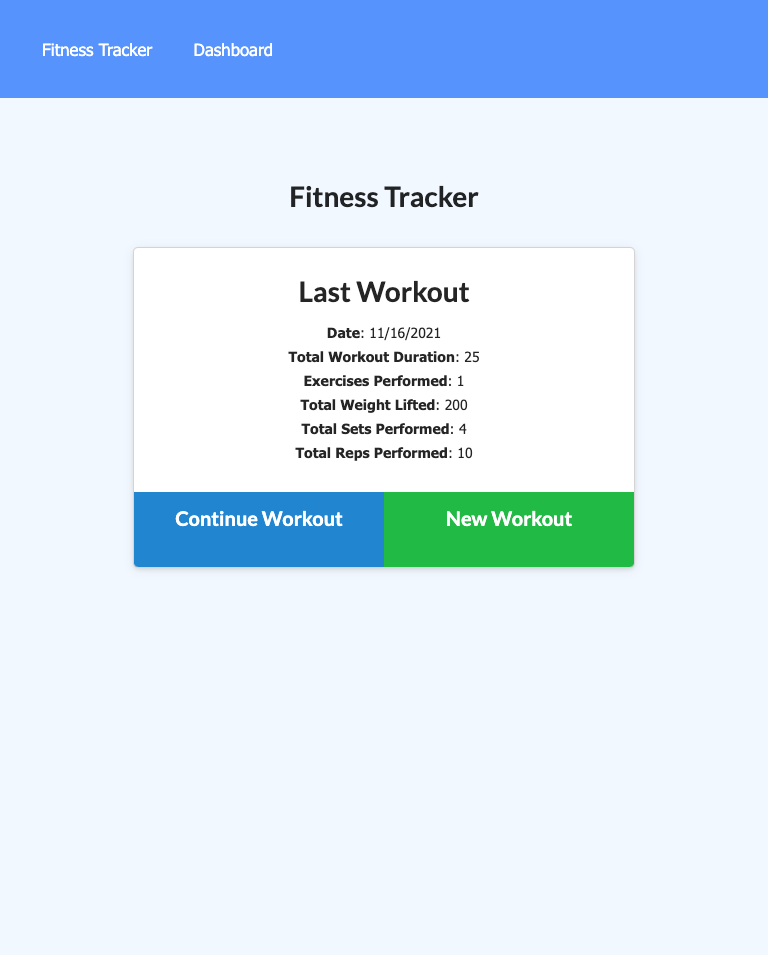 Fitness Tracker Dashboard
Fitness Tracker
Last Workout
Date: 11/16/2021
Total Workout Duration: 25
Exercises Performed: 1
Total Weight Lifted: 200
Total Sets Performed: 4
Total Reps Performed: 10
Continue Workout New Workout